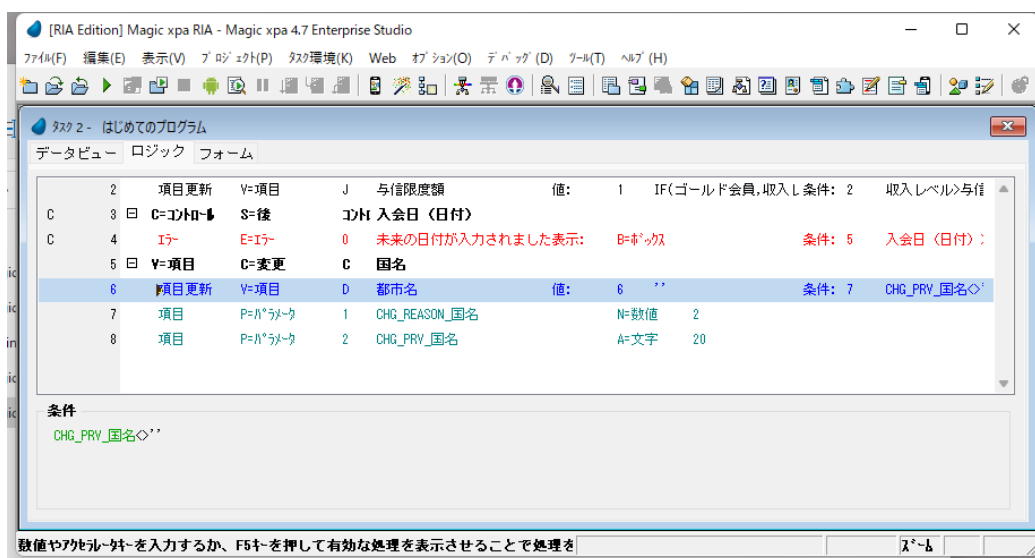 [RIA Edition] Magic xpa RIA - Magic xpa 4.7 Enterprise Studio
ﾌｧｲﾙ(F) 編集(E) 表示(V) ﾌﾟﾛｼﾞｪｸﾄ(P) ﾀｽｸ環境(K) Web ｵﾌﾟｼｮﾝ(O) ﾃﾞﾊﾞｯｸﾞ(D) ﾂｰﾙ(T) ﾍﾙﾌﾟ(H)
ﾀｽｸ 2 - はじめてのプログラム
データビュー ロジック フォーム
2 項目更新 V=項目 J 与信限度額 値: 1 IF(ゴールド会員,収入し 条件: 2 収入レベル>与信
C 3 C=ｺﾝﾄﾛｰﾙ S=後 ｺﾝﾄﾛ 入会日（日付）
C 4 ｴﾗｰ E=ｴﾗｰ 0 未来の日付が入力されました 表示: B=ﾎﾞｯｸｽ 条件: 5 入会日（日付）
5 V=項目 C=変更 C 国名
6 項目更新 V=項目 D 都市名 値: 6 '' 条件: 7 CHG_PRV_国名<>'
7 項目 P=ﾊﾟﾗﾒｰﾀ 1 CHG_REASON_国名 N=数値 2
8 項目 P=ﾊﾟﾗﾒｰﾀ 2 CHG_PRV_国名 A=文字 20
条件
CHG_PRV_国名<>''
数値やｱｸｾﾗﾚｰﾀｷｰを入力するか、F5ｷｰを押して有効な処理を表示させることで処理を
ｽﾞｰﾑ